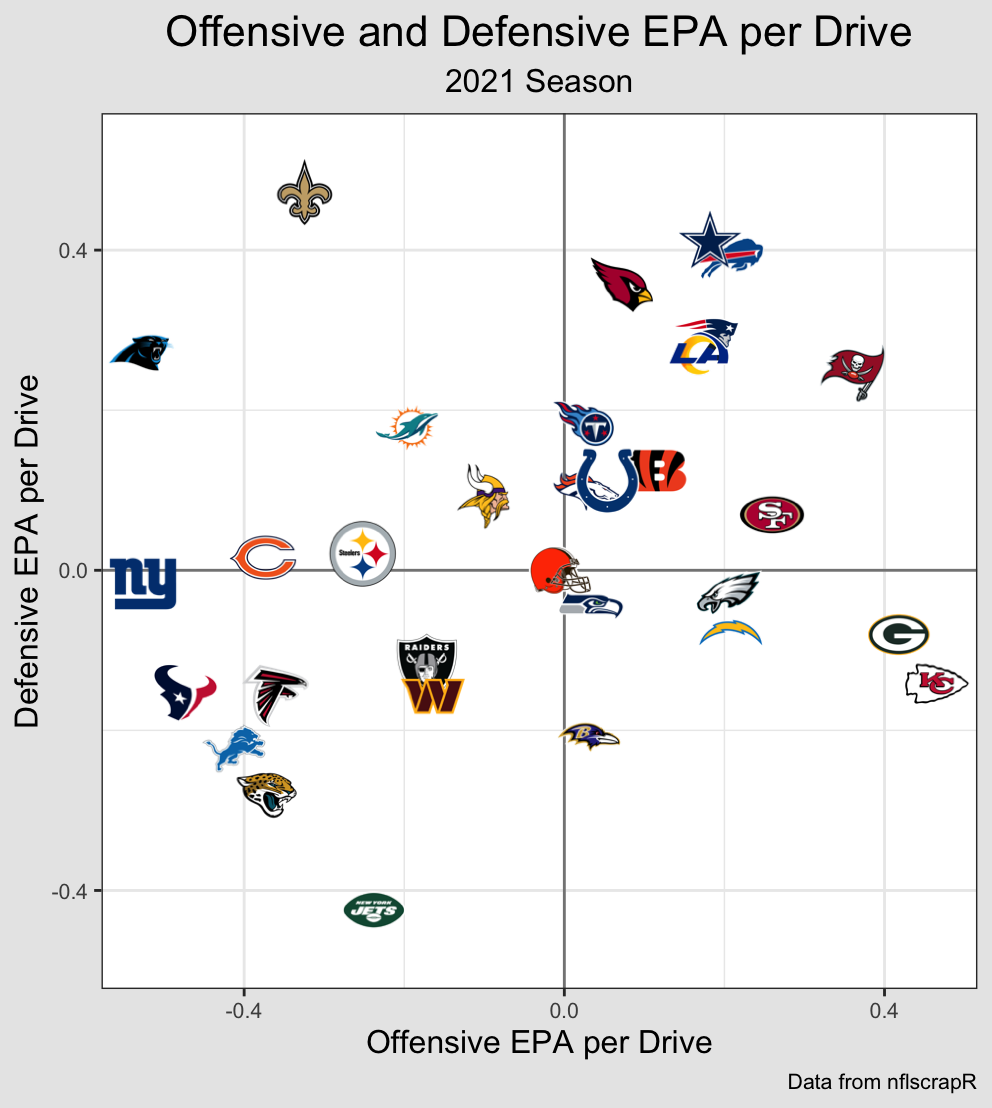 Offensive and Defensive EPA per Drive
2021 Season
Defensive EPA per Drive
0.4
0.0
-0.4
LA
SF
Steelers
ny
RAIDERS
W
G
KC
B
NEW YORK
JETS
C
T
B
-0.4
0.0
0.4
Offensive EPA per Drive
Data from nflscrapR